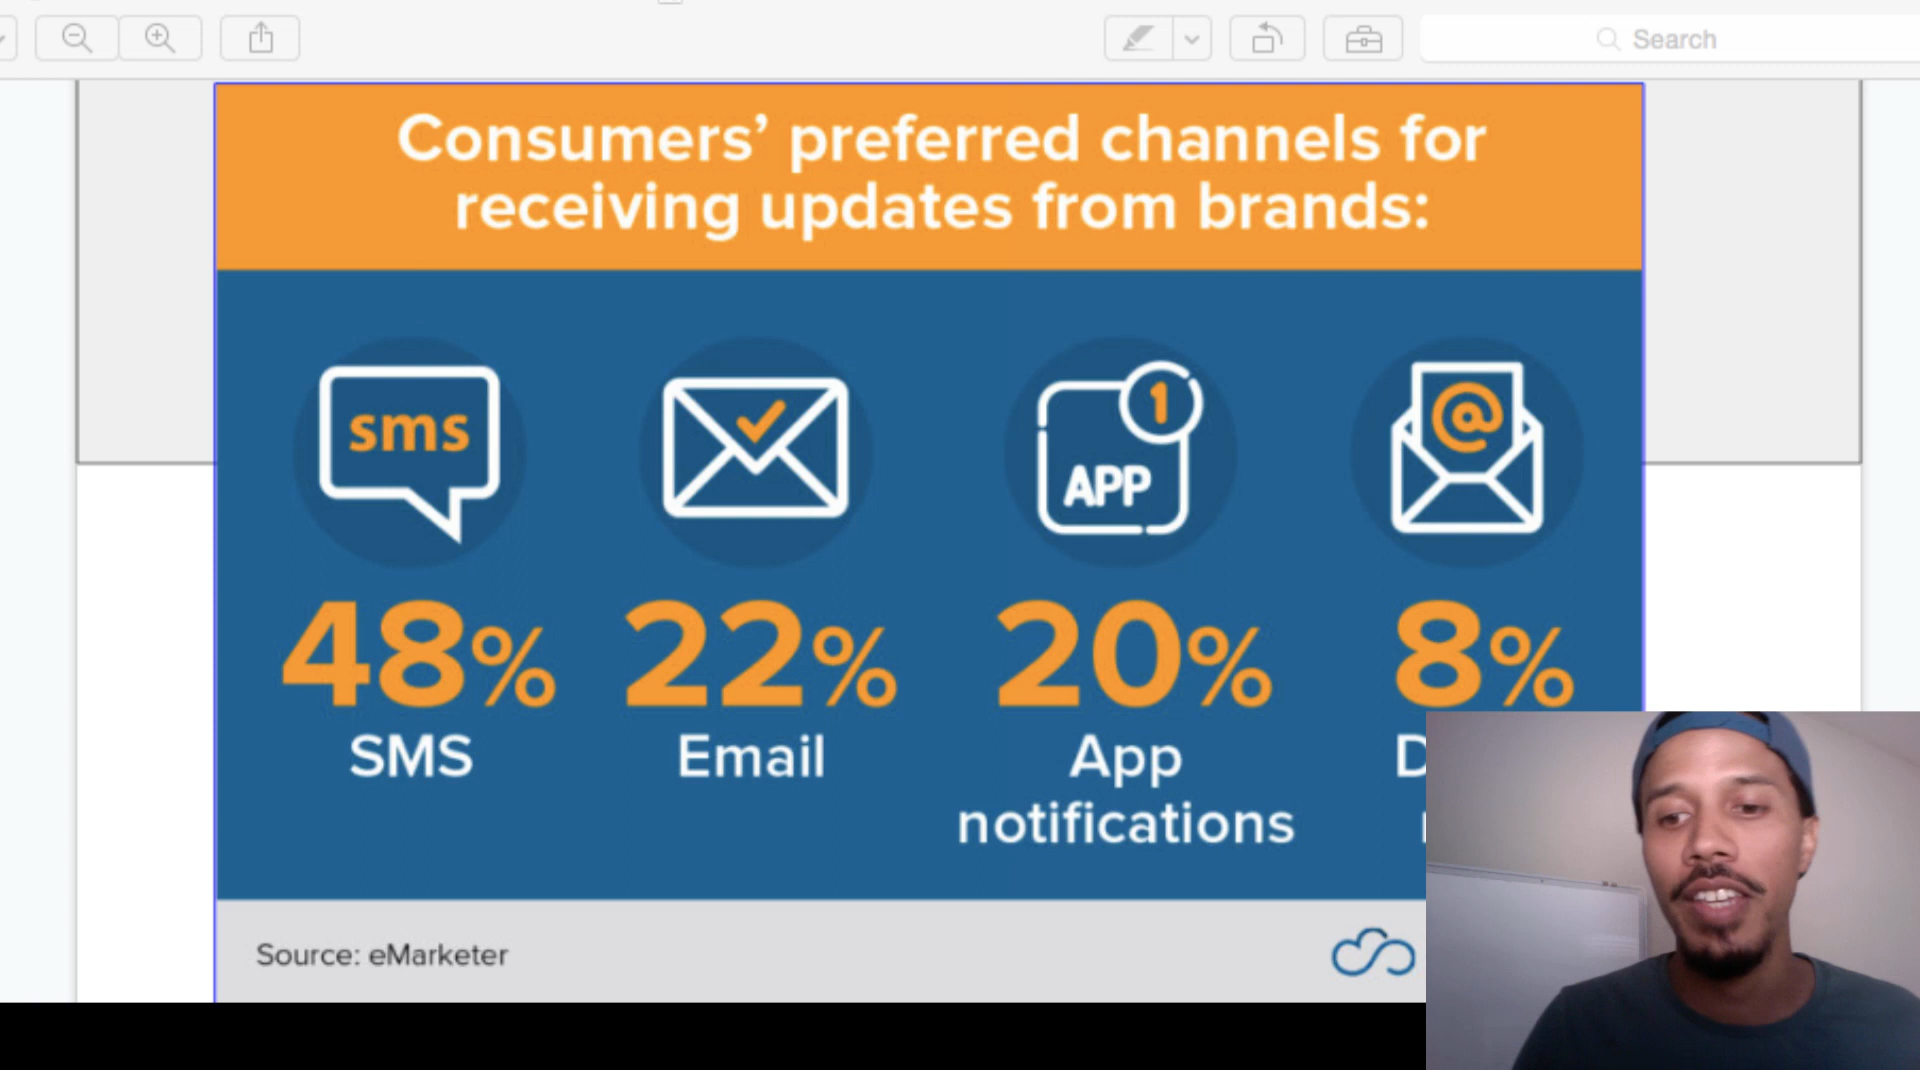 Search
Consumers’ preferred channels for
receiving updates from brands:
sms
1
APP
@
48% 22% 20% 8%
SMS Email App
notifications
Source: eMarketer